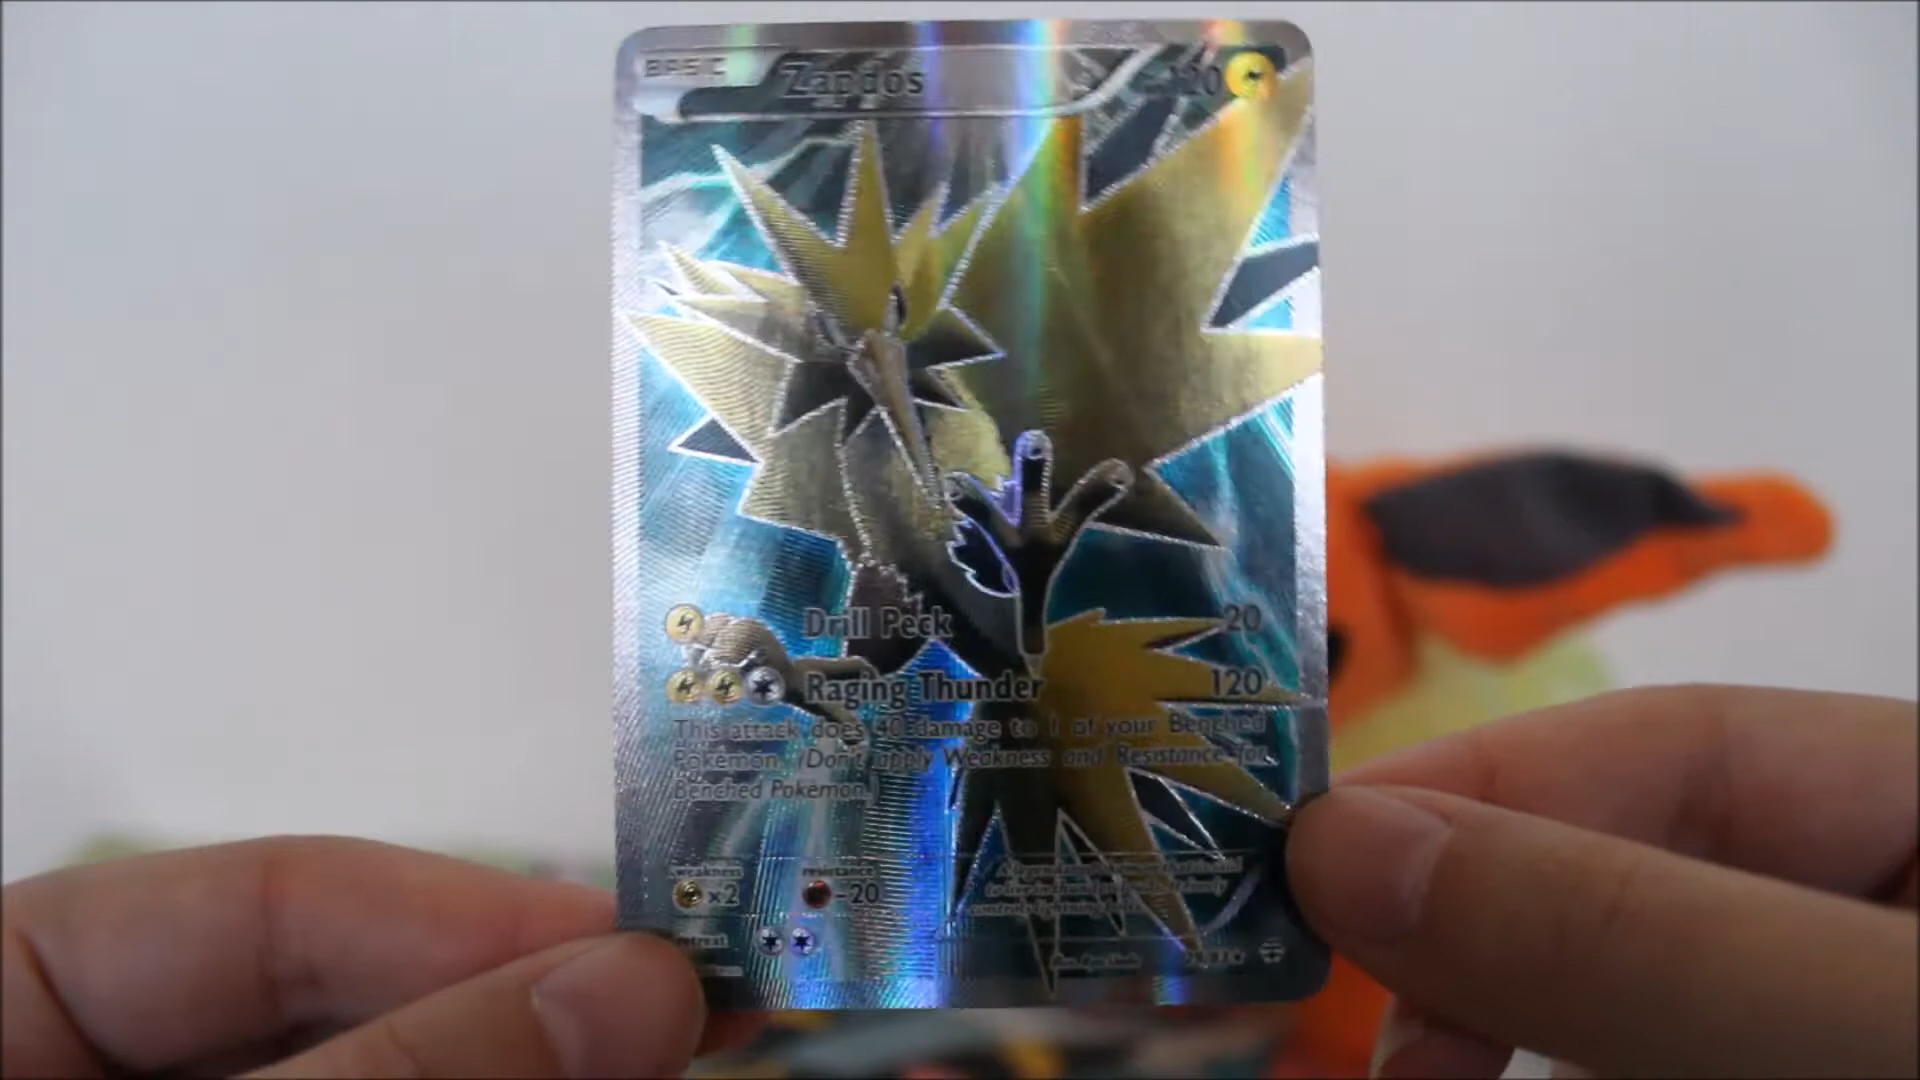 BASIC Zapdos 120
Drill Peck 20
Raging Thunder 120
This attack does 40 damage to 1 of your Benched
Pokémon. (Don't apply Weakness and Resistance for
Benched Pokémon.)
weakness resistance
×2 -20
retreat